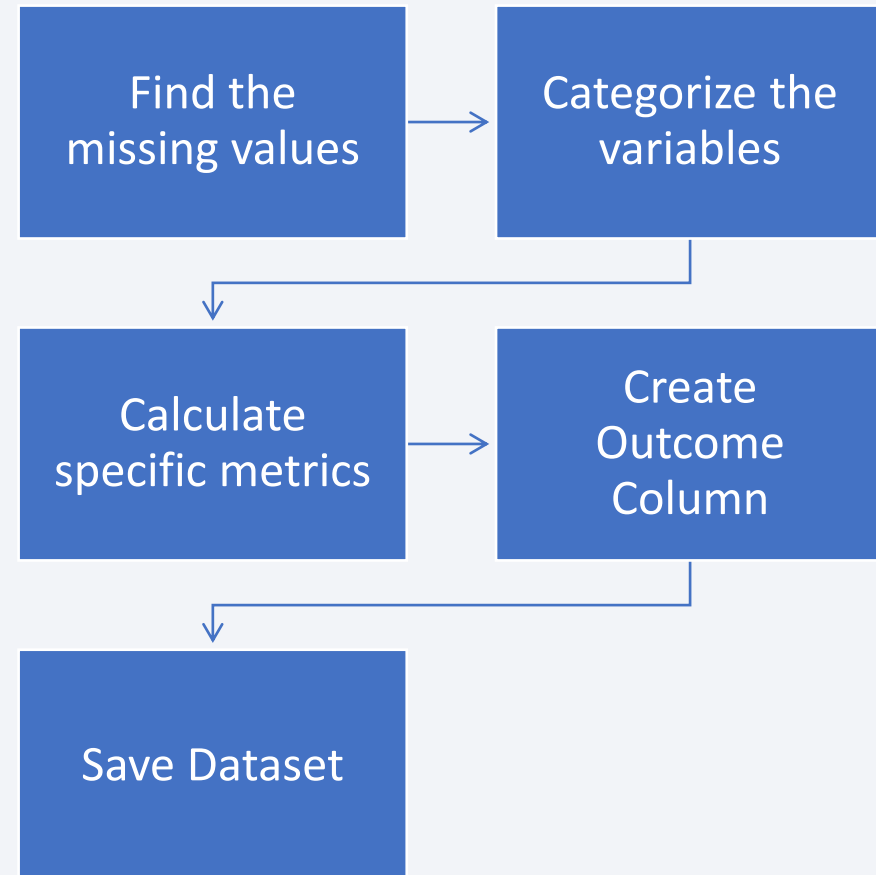 Find the
missing values
Categorize the
variables
Calculate
specific metrics
Create
Outcome
Column
Save Dataset